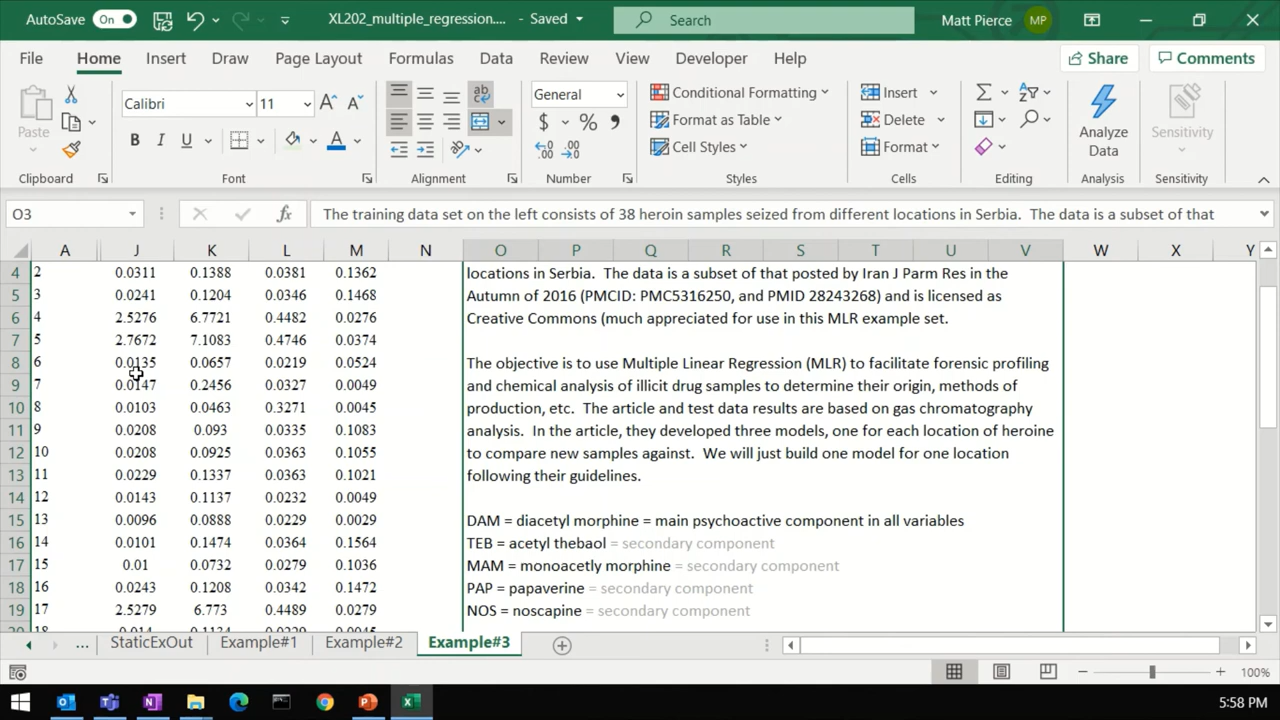 AutoSave On XL202_multiple_regression.... - Saved Search Matt Pierce MP
File Home Insert Draw Page Layout Formulas Data Review View Developer Help Share Comments
Paste
Clipboard
Calibri 11
B I U
Font
ab
Alignment
General
$ % ,
Number
Conditional Formatting
Format as Table
Cell Styles
Styles
Insert
Delete
Format
Cells
Editing
Analyze
Data
Analysis
Sensitivity
Sensitivity
O3 fx The training data set on the left consists of 38 heroin samples seized from different locations in Serbia. The data is a subset of that
A J K L M N O P Q R S T U V W X Y
4 2 0.0311 0.1388 0.0381 0.1362 locations in Serbia. The data is a subset of that posted by Iran J Parm Res in the
5 3 0.0241 0.1204 0.0346 0.1468 Autumn of 2016 (PMCID: PMC5316250, and PMID 28243268) and is licensed as
6 4 2.5276 6.7721 0.4482 0.0276 Creative Commons (much appreciated for use in this MLR example set.
7 5 2.7672 7.1083 0.4746 0.0374
8 6 0.0135 0.0657 0.0219 0.0524 The objective is to use Multiple Linear Regression (MLR) to facilitate forensic profiling
9 7 0.0147 0.2456 0.0327 0.0049 and chemical analysis of illicit drug samples to determine their origin, methods of
10 8 0.0103 0.0463 0.3271 0.0045 production, etc. The article and test data results are based on gas chromatography
11 9 0.0208 0.093 0.0335 0.1083 analysis. In the article, they developed three models, one for each location of heroine
12 10 0.0208 0.0925 0.0363 0.1055 to compare new samples against. We will just build one model for one location
13 11 0.0229 0.1337 0.0363 0.1021 following their guidelines.
14 12 0.0143 0.1137 0.0232 0.0049
15 13 0.0096 0.0888 0.0229 0.0029 DAM = diacetyl morphine = main psychoactive component in all variables
16 14 0.0101 0.1474 0.0364 0.1564 TEB = acetyl thebaol = secondary component
17 15 0.01 0.0732 0.0279 0.1036 MAM = monoacetly morphine = secondary component
18 16 0.0243 0.1208 0.0342 0.1472 PAP = papaverine = secondary component
19 17 2.5279 6.773 0.4489 0.0279 NOS = noscapine = secondary component
... StaticExOut Example#1 Example#2 Example#3
100%
5:58 PM